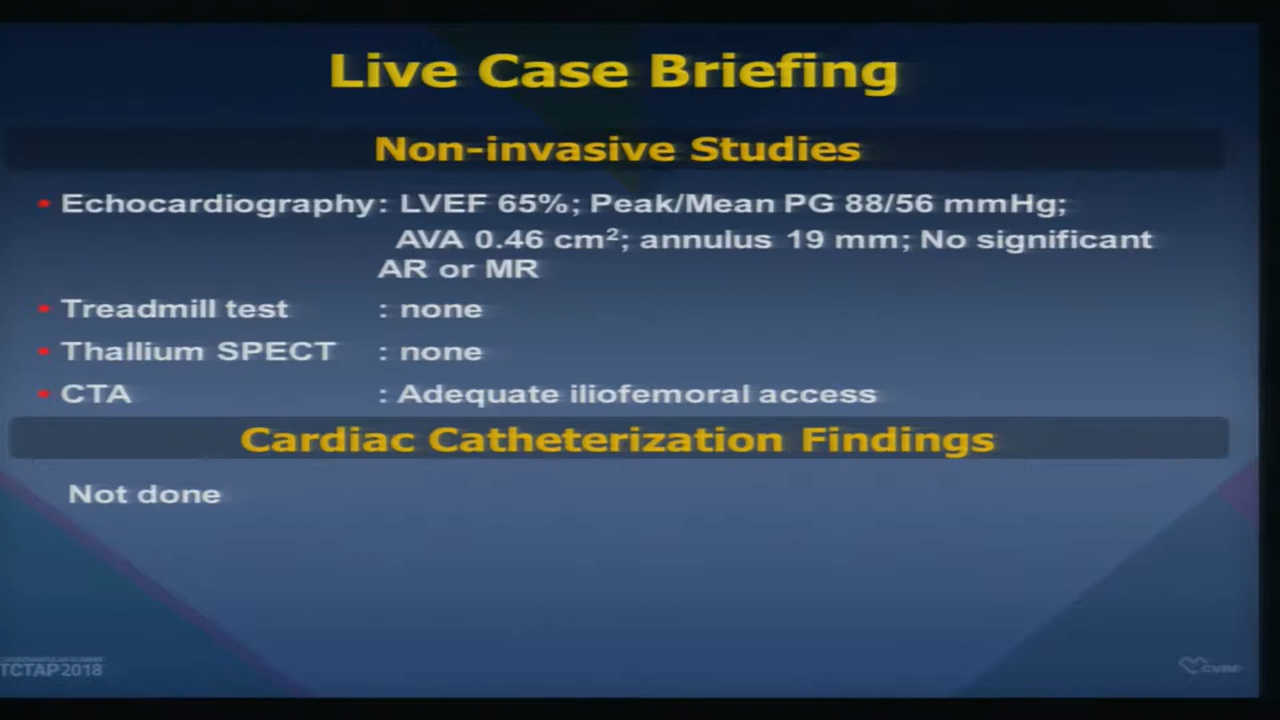 Live Case Briefing
Non-invasive Studies
Echocardiography: LVEF 65%; Peak/Mean PG 88/56 mmHg;
AVA 0.46 cm²; annulus 19 mm; No significant
AR or MR
Treadmill test : none
Thallium SPECT : none
CTA : Adequate iliofemoral access
Cardiac Catheterization Findings
Not done
TCTAP2018